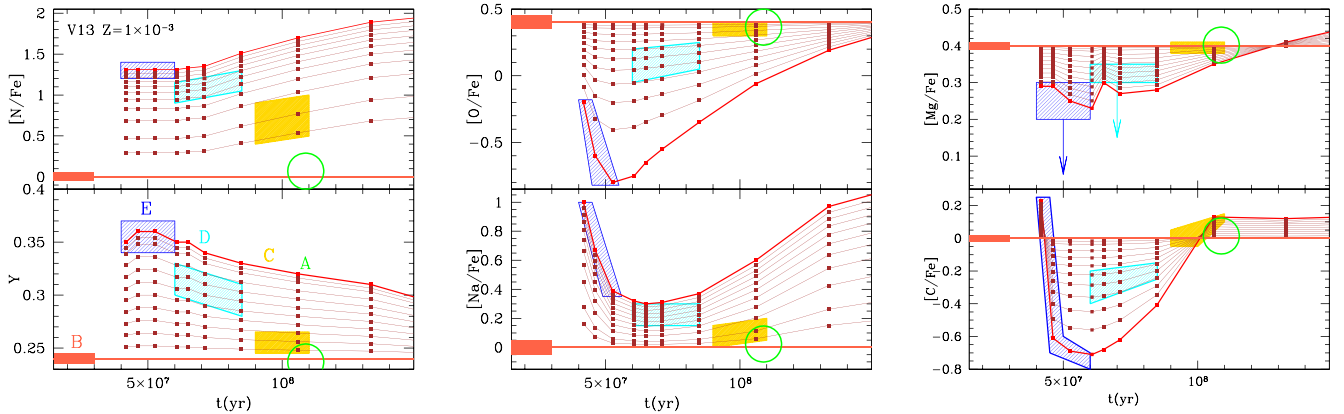 V13 Z=1×10⁻³
[N/Fe]
2
1.5
1
0.5
0
0.4
E
D
C
A
B
Y
0.35
0.3
0.25
5×10⁷
10⁸
t(yr)
[O/Fe]
0.5
0
−0.5
[Na/Fe]
1
0.8
0.6
0.4
0.2
0
5×10⁷
10⁸
t(yr)
[Mg/Fe]
0.4
0.3
0.2
0.1
[C/Fe]
0.2
0
−0.2
−0.4
−0.6
−0.8
5×10⁷
10⁸
t(yr)